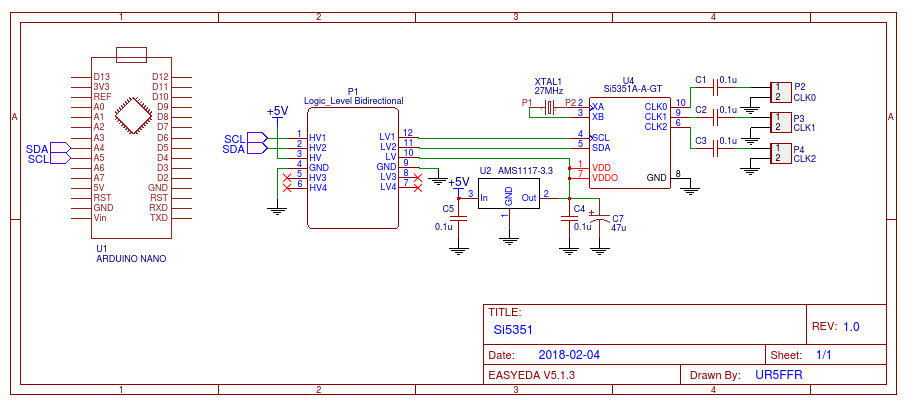 1 2 3 4
A A
U1
ARDUINO NANO
D13 D12
3V3 D11
REF D10
A0 D9
A1 D8
A2 D7
A3 D6
A4 D5
A5 D4
A6 D3
A7 D2
5V GND
RST RST
GND RXD
Vin TXD
SDA
SCL
+5V
SCL
SDA
P1
Logic_Level Bidirectional
1 HV1 LV1 12
2 HV2 LV2 11
3 HV LV 10
4 GND GND 9
5 HV3 LV3 8
6 HV4 LV4 7
+5V
C5
0.1u
U2 AMS1117-3.3
3 In Out 2
GND
1
C4
0.1u
+
C7
47u
XTAL1
27MHz
P1 P2
U4
Si5351A-A-GT
2 XA CLK0 10
3 XB CLK1 9
CLK2 6
4 SCL
5 SDA
1 VDD
7 VDDO
GND 8
C1 0.1u
C2 0.1u
C3 0.1u
1
2
P2
CLK0
1
2
P3
CLK1
1
2
P4
CLK2
TITLE:
Si5351
REV: 1.0
Date: 2018-02-04
Sheet: 1/1
EASYEDA V5.1.3
Drawn By: UR5FFR
1 2 3 4